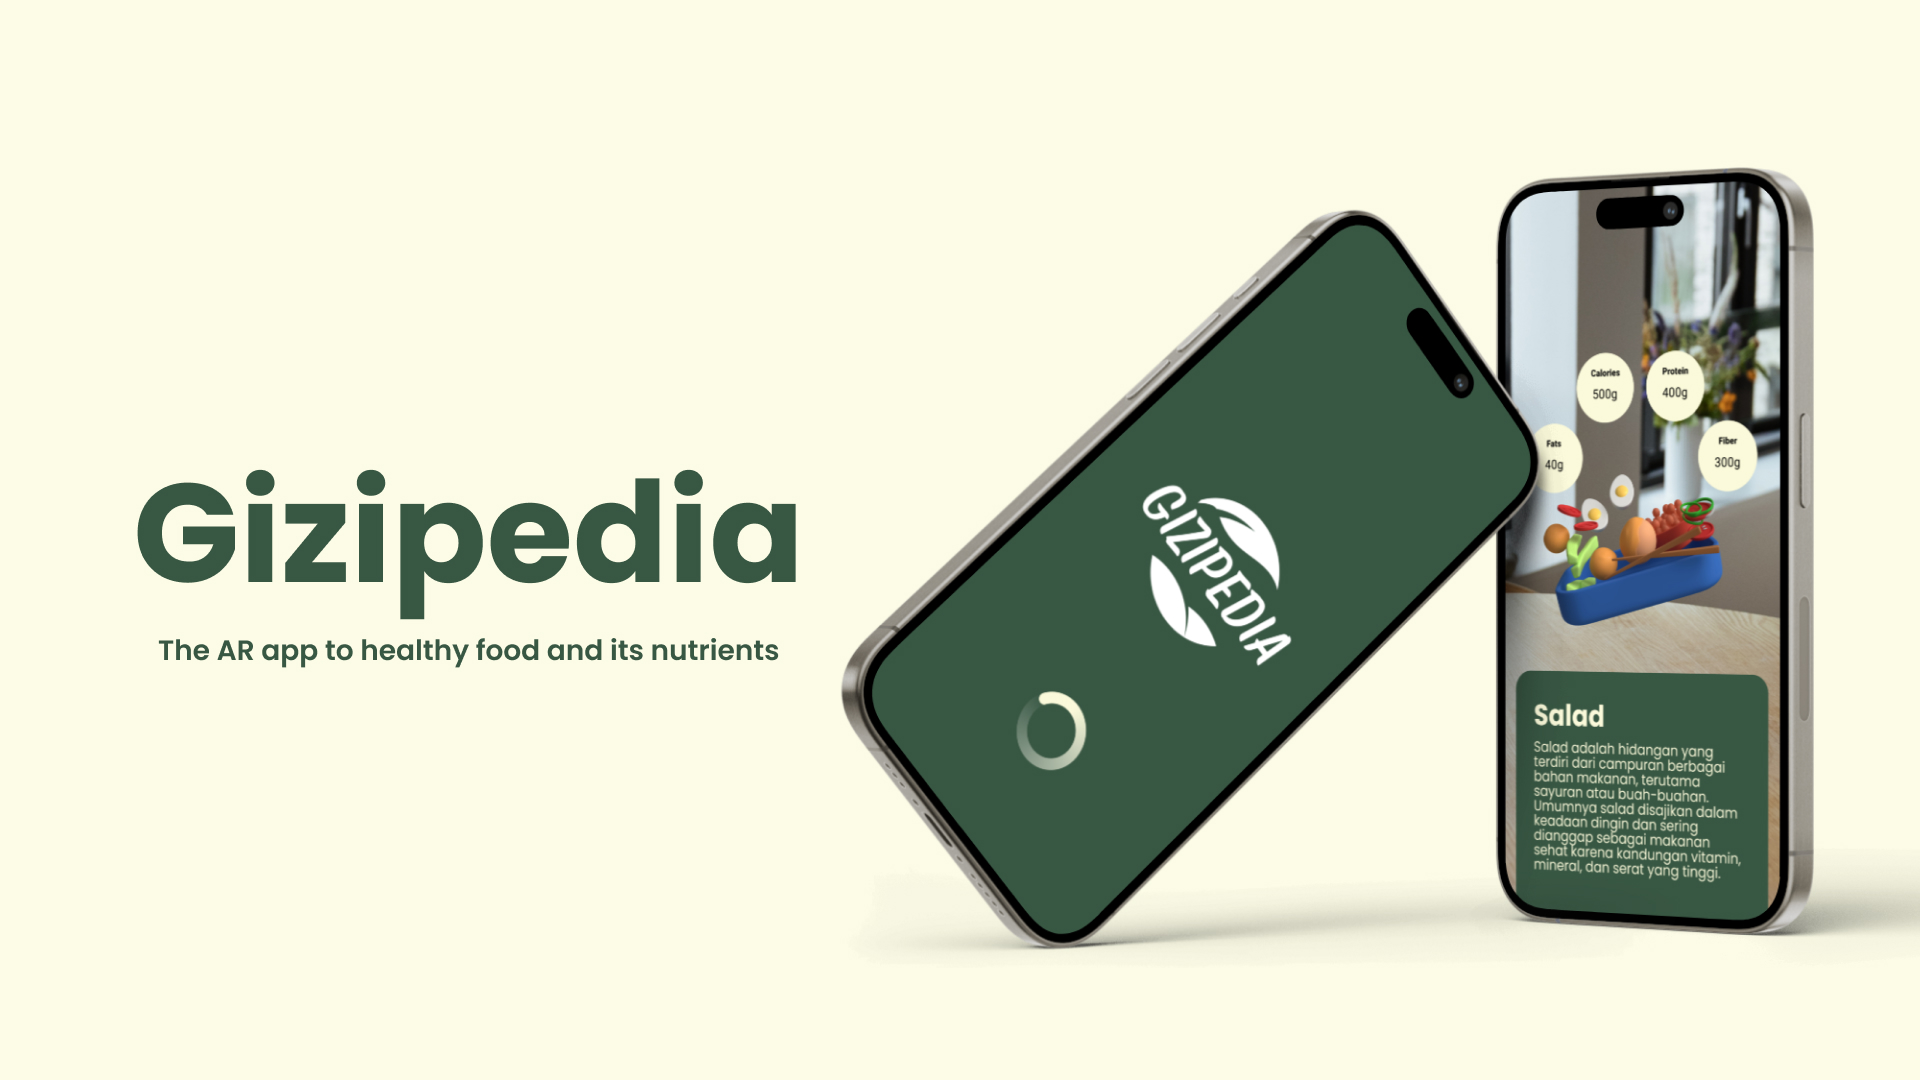 Gizipedia
The AR app to healthy food and its nutrients
GIZIPEDIA
Calories
500g
Protein
400g
Fats
40g
Fiber
300g
Salad
Salad adalah hidangan yang
terdiri dari campuran berbagai
bahan makanan, terutama
sayuran atau buah-buahan.
Umumnya salad disajikan dalam
keadaan dingin dan sering
dianggap sebagai makanan
sehat karena kandungan vitamin,
mineral, dan serat yang tinggi.